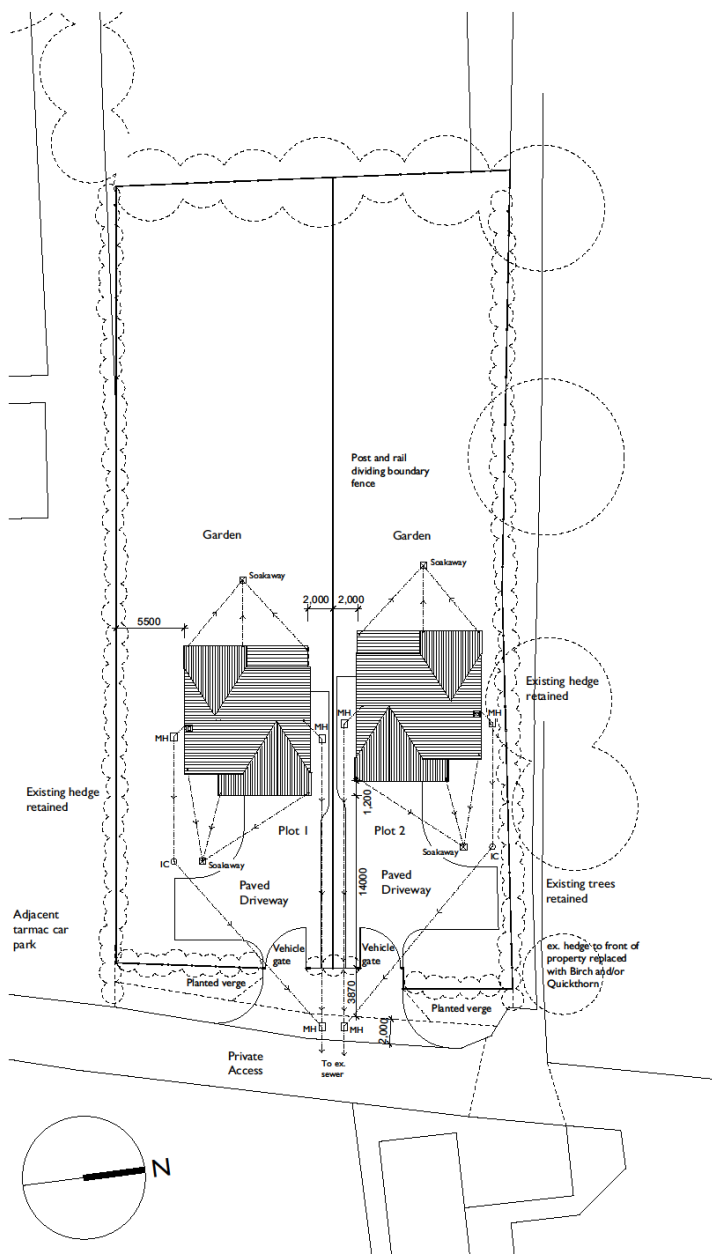 Post and rail
dividing boundary
fence
Garden
Garden
Soakaway
Soakaway
2,000
2,000
5500
Existing hedge
retained
MH
MH
MH
MH
Existing hedge
retained
1,200
Plot 1
Plot 2
Soakaway
Soakaway
IC
IC
14000
Paved
Driveway
Paved
Driveway
Existing trees
retained
Adjacent
tarmac car
park
Vehicle
gate
Vehicle
gate
ex. hedge to front of
property replaced
with Birch and/or
Quickthorn
Planted verge
3870
Planted verge
MH
MH
2,000
Private
Access
To ex.
sewer
N